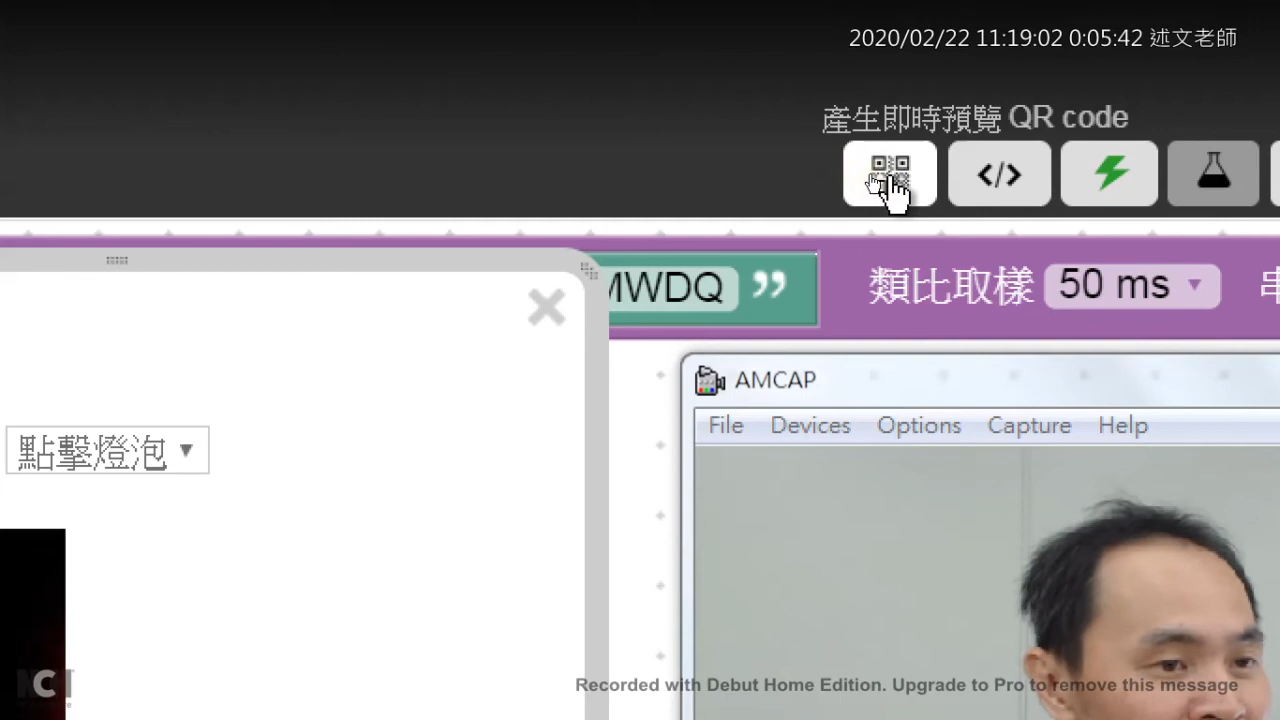 2020/02/22 11:19:02 0:05:42 述文老師
產生即時預覽 QR code
</>
MWDQ ”
類比取樣 50 ms ▼
AMCAP
File Devices Options Capture Help
點擊燈泡 ▼
Recorded with Debut Home Edition. Upgrade to Pro to remove this message